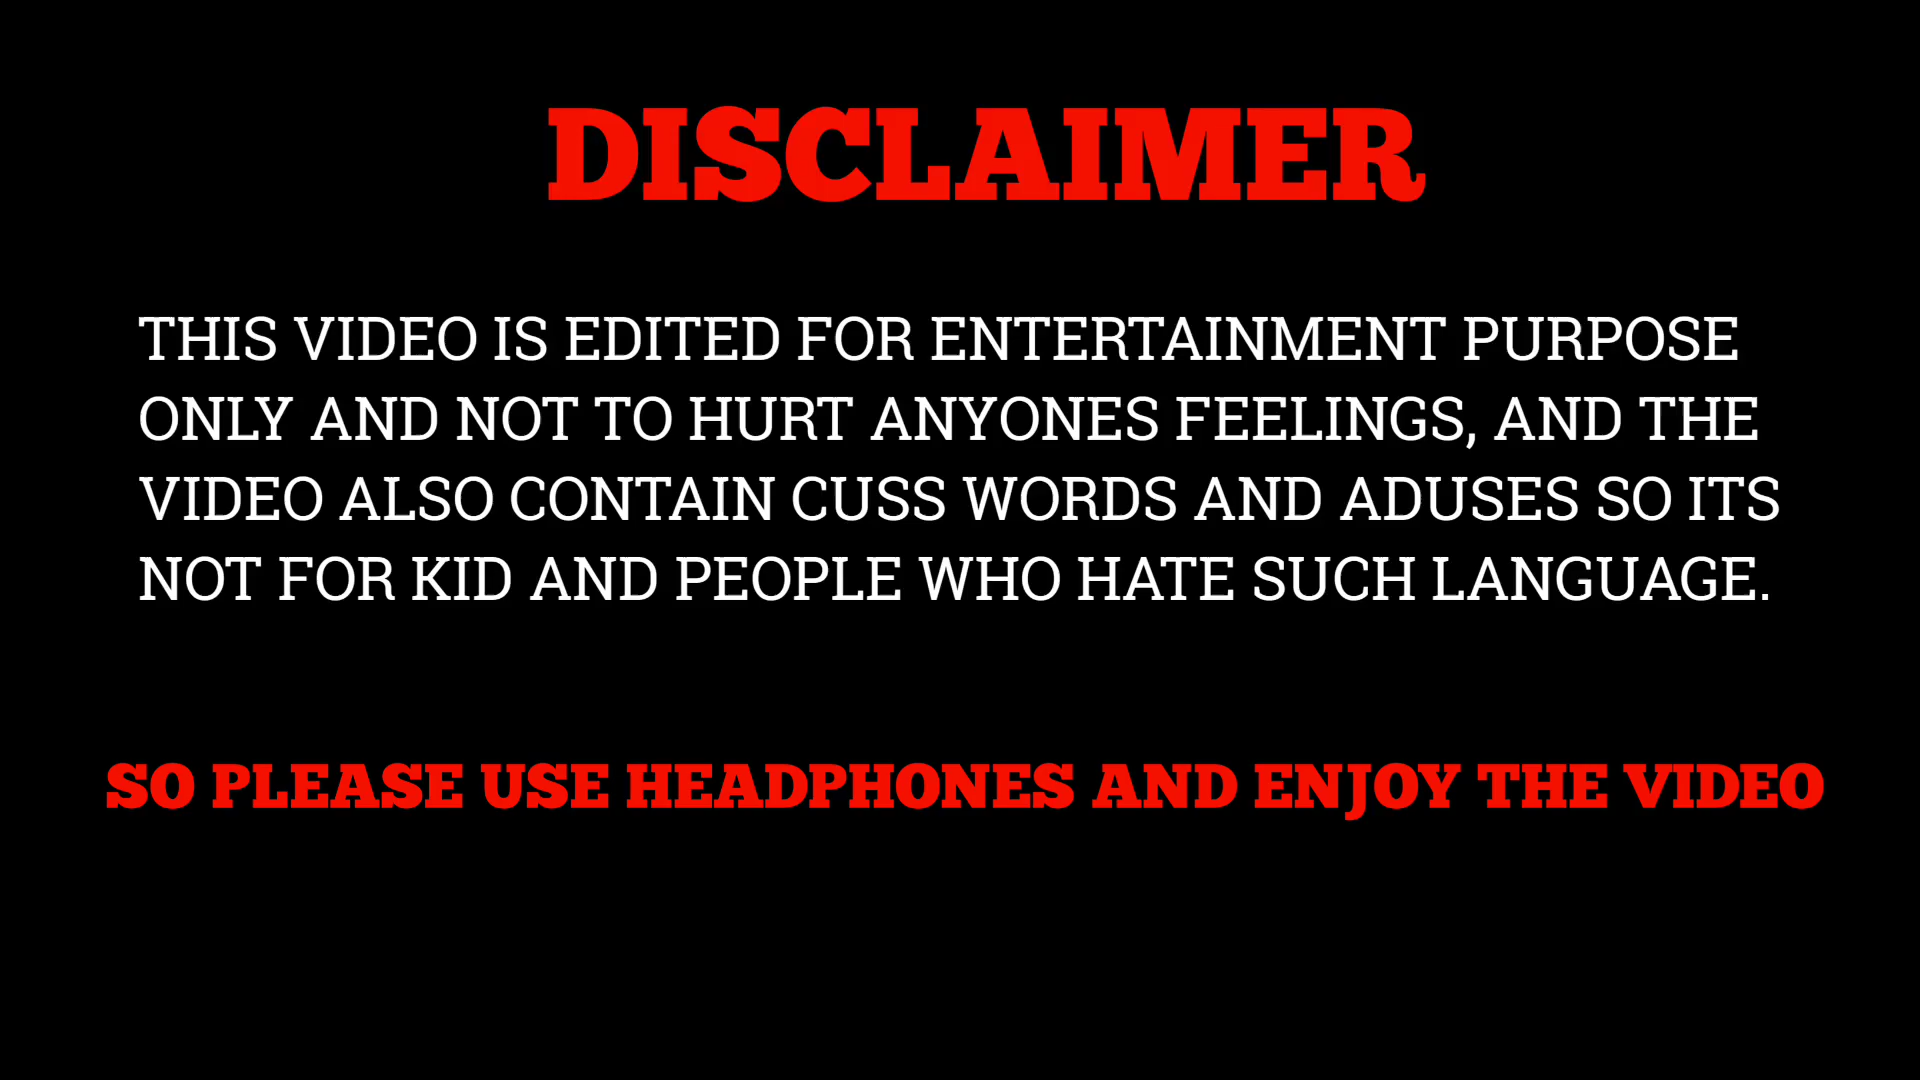 DISCLAIMER
THIS VIDEO IS EDITED FOR ENTERTAINMENT PURPOSE
ONLY AND NOT TO HURT ANYONES FEELINGS, AND THE
VIDEO ALSO CONTAIN CUSS WORDS AND ADUSES SO ITS
NOT FOR KID AND PEOPLE WHO HATE SUCH LANGUAGE.
SO PLEASE USE HEADPHONES AND ENJOY THE VIDEO